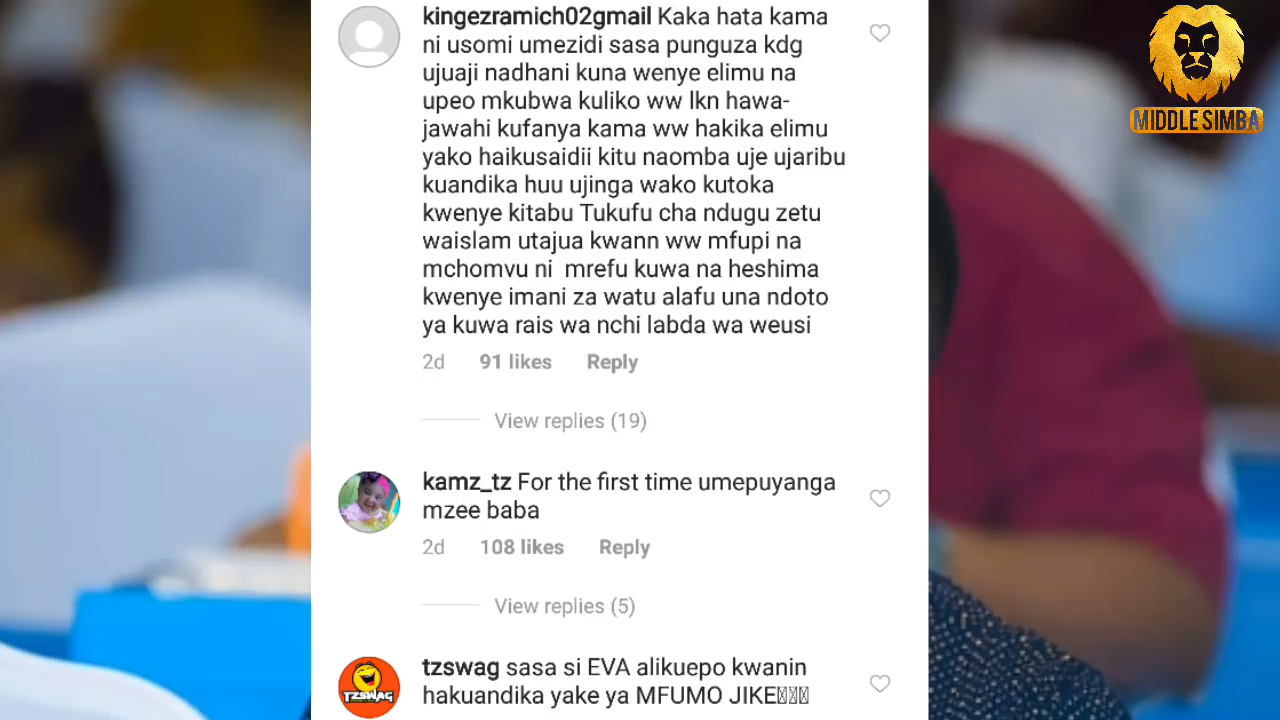 kingezramich02gmail Kaka hata kama
ni usomi umezidi sasa punguza kdg
ujuaji nadhani kuna wenye elimu na
upeo mkubwa kuliko ww lkn hawa-
jawahi kufanya kama ww hakika elimu
yako haikusaidii kitu naomba uje ujaribu
kuandika huu ujinga wako kutoka
kwenye kitabu Tukufu cha ndugu zetu
waislam utajua kwann ww mfupi na
mchomvu ni mrefu kuwa na heshima
kwenye imani za watu alafu una ndoto
ya kuwa rais wa nchi labda wa weusi
2d 91 likes Reply
View replies (19)
kamz_tz For the first time umepuyanga
mzee baba
2d 108 likes Reply
View replies (5)
tzswag sasa si EVA alikuepo kwanin
hakuandika yake ya MFUMO JIKE
TZSWAG
MIDDLE SIMBA